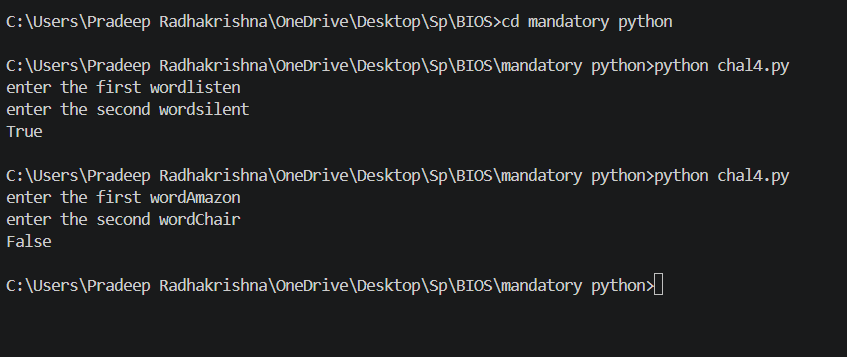 C:\Users\Pradeep Radhakrishna\OneDrive\Desktop\Sp\BIOS>cd mandatory python
C:\Users\Pradeep Radhakrishna\OneDrive\Desktop\Sp\BIOS\mandatory python>python chal4.py
enter the first wordlisten
enter the second wordsilent
True
C:\Users\Pradeep Radhakrishna\OneDrive\Desktop\Sp\BIOS\mandatory python>python chal4.py
enter the first wordAmazon
enter the second wordChair
False
C:\Users\Pradeep Radhakrishna\OneDrive\Desktop\Sp\BIOS\mandatory python>